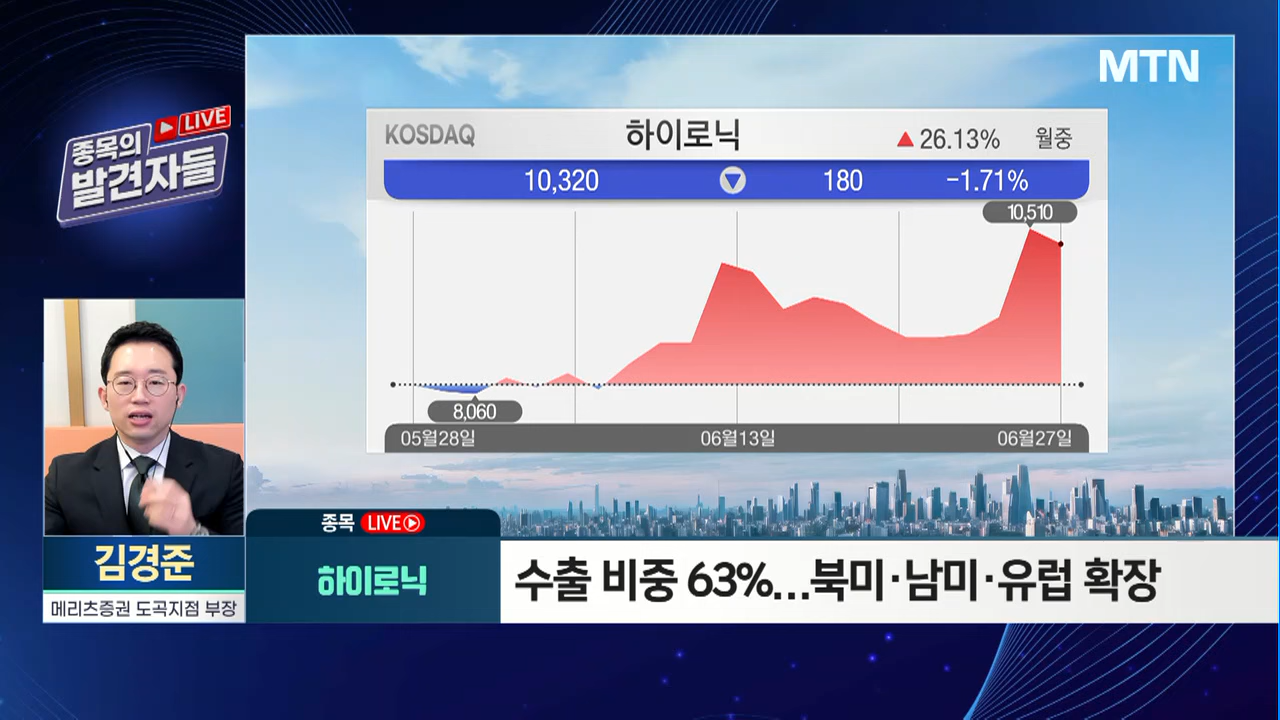 MTN
LIVE
종목의
발견자들
KOSDAQ 하이로닉 ▲26.13% 월중
10,320 ▽ 180 -1.71%
10,510
8,060
05월28일 06월13일 06월27일
김경준
메리츠증권 도곡지점 부장
종목 LIVE
하이로닉
수출 비중 63%...북미·남미·유럽 확장